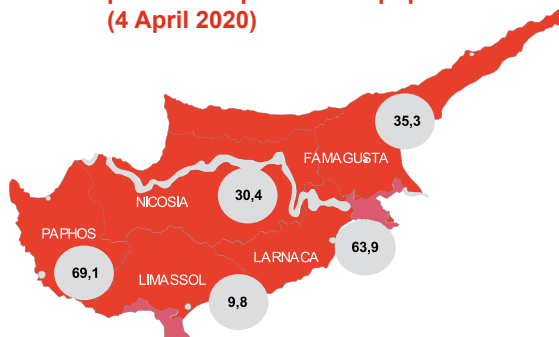 (4 April 2020)
35,3
FAMAGUSTA
30,4
NICOSIA
PAPHOS
63,9
LARNACA
69,1
LIMASSOL
9,8